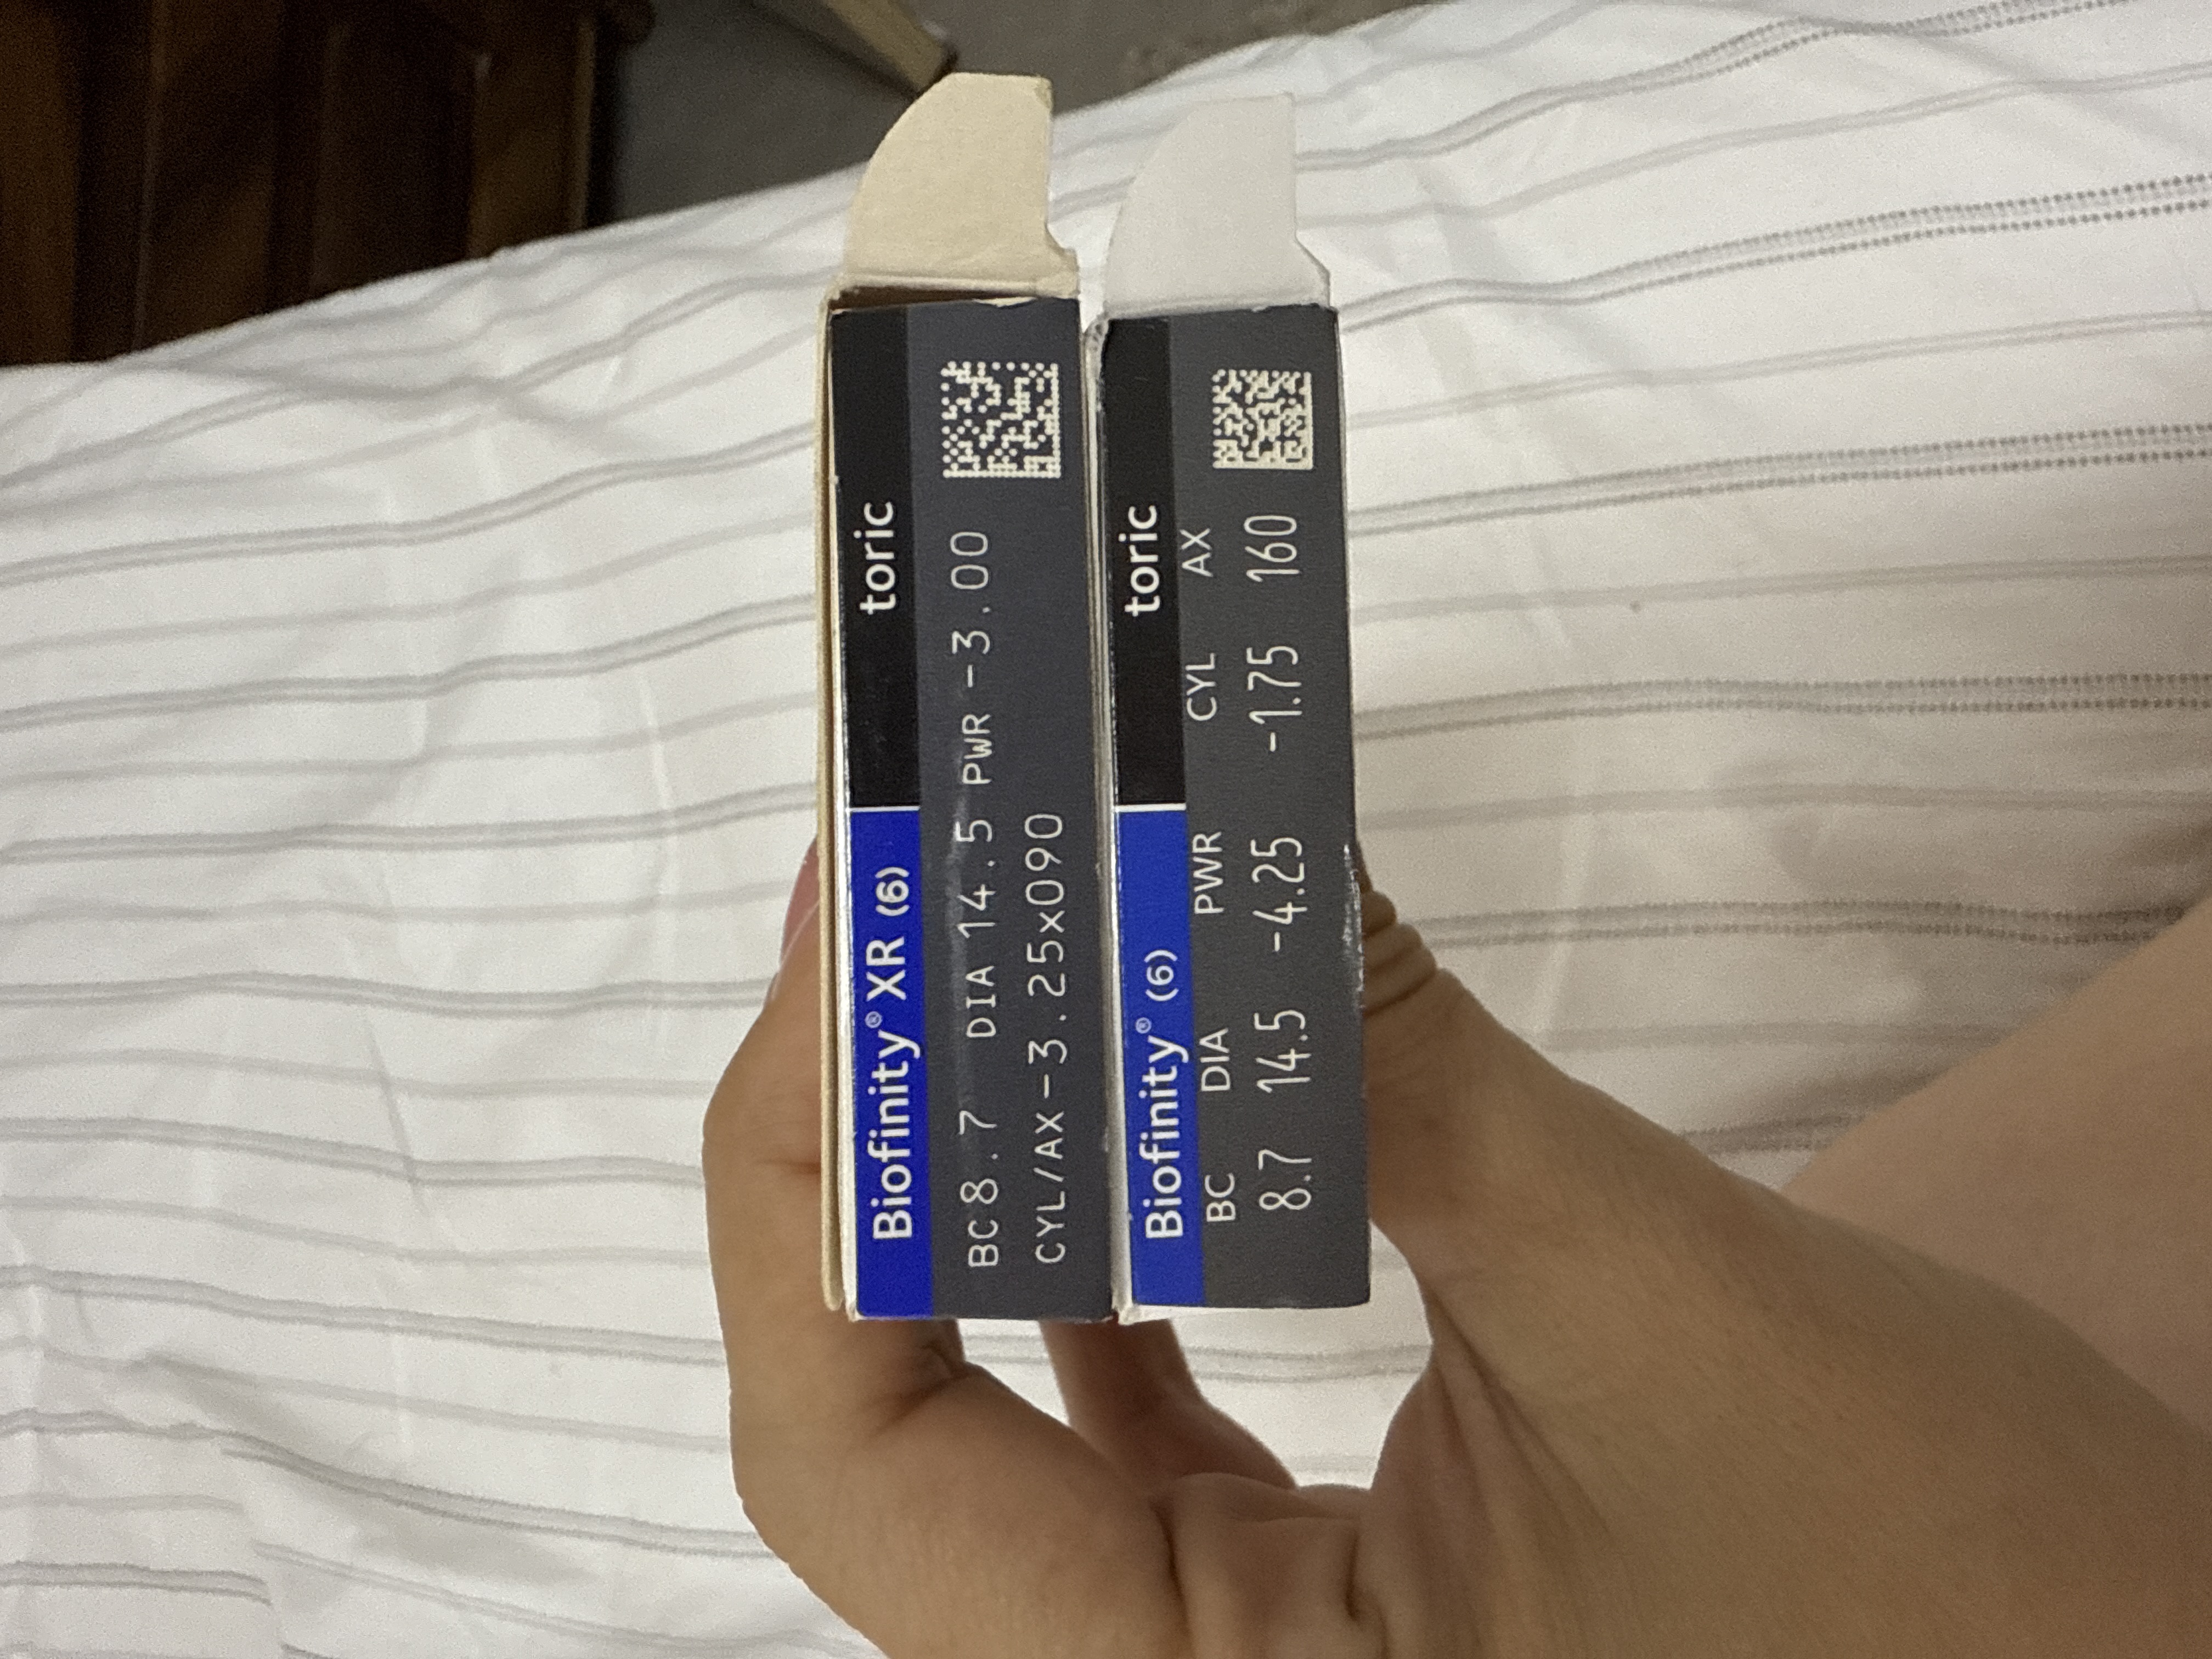 Biofinity® XR (6) toric
BC 8.7 DIA 14.5 PWR -3.00
CYL/AX-3.25x090
Biofinity® (6) toric
BC DIA PWR CYL AX
8.7 14.5 -4.25 -1.75 160